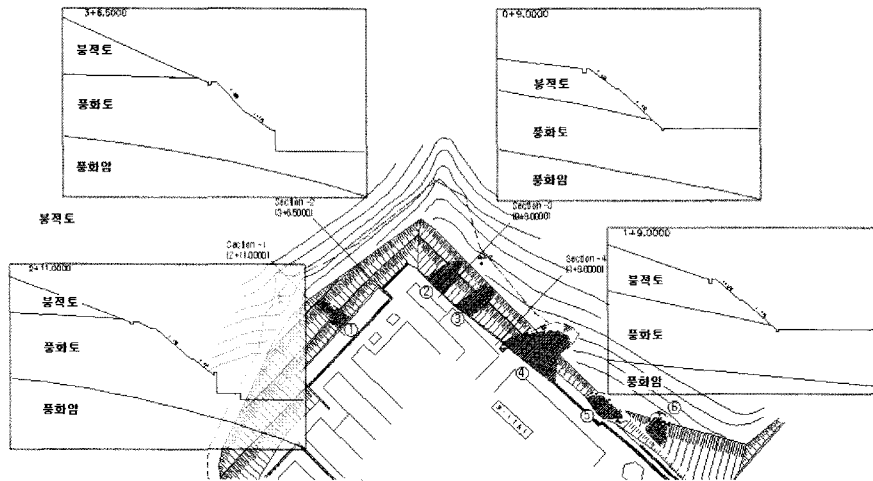 3+6.5000
붕적토
풍화토
풍화암
0+9.0000
붕적토
풍화토
풍화암
붕적토
Section -2
(3+6.5000)
Section -3
(0+9.0000)
Section -1
(2+11.0000)
Section -4
(1+9.0000)
2+11.0000
붕적토
풍화토
풍화암
1+9.0000
붕적토
풍화토
풍화암
①
②
③
④
⑤
⑥